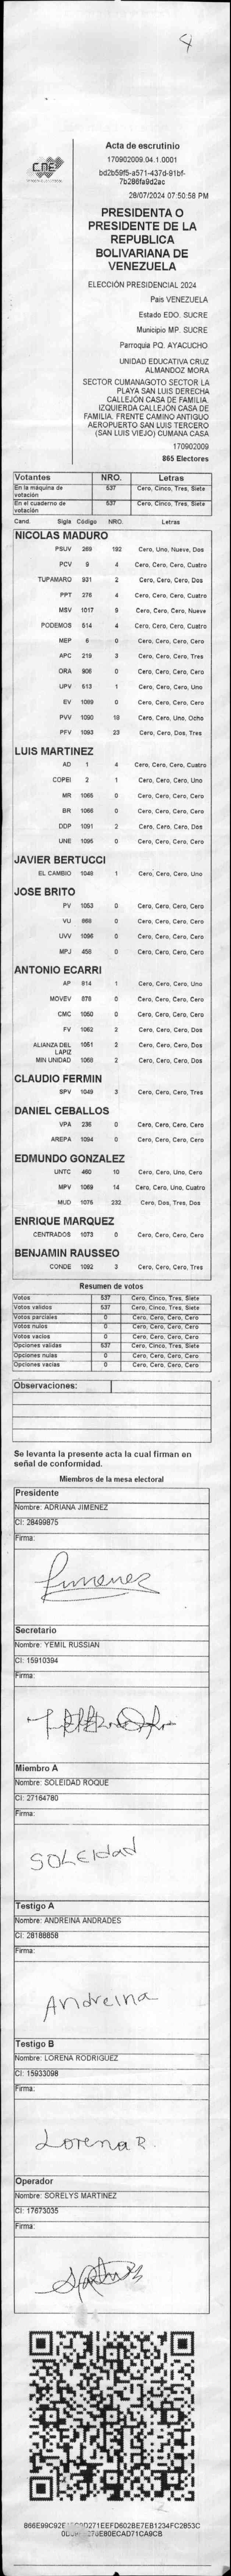 4
CNE
Acta de escrutinio
170902009.04.1.0001
bd2b59f5-a571-437d-91bf-
7b286fa9d2ac
28/07/2024 07:50:58 PM
PRESIDENTA O
PRESIDENTE DE LA
REPUBLICA
BOLIVARIANA DE
VENEZUELA
ELECCIÓN PRESIDENCIAL 2024
Pais VENEZUELA
Estado EDO. SUCRE
Municipio MP. SUCRE
Parroquia PQ. AYACUCHO
UNIDAD EDUCATIVA CRUZ
ALMANDOZ MORA
SECTOR CUMANAGOTO SECTOR LA
PLAYA SAN LUIS DERECHA
CALLEJÓN CASA DE FAMILIA.
IZQUIERDA CALLEJÓN CASA DE
FAMILIA. FRENTE CAMINO ANTIGUO
AEROPUERTO SAN LUIS TERCERO
(SAN LUIS VIEJO) CUMANA CASA
170902009
865 Electores
Votantes NRO. Letras
En la máquina de votación 537 Cero, Cinco, Tres, Siete
En el cuaderno de votación 537 Cero, Cinco, Tres, Siete
Cand. Sigla Código NRO. Letras
NICOLAS MADURO
PSUV 269 192 Cero, Uno, Nueve, Dos
PCV 9 4 Cero, Cero, Cero, Cuatro
TUPAMARO 931 2 Cero, Cero, Cero, Dos
PPT 276 4 Cero, Cero, Cero, Cuatro
MSV 1017 9 Cero, Cero, Cero, Nueve
PODEMOS 514 4 Cero, Cero, Cero, Cuatro
MEP 6 0 Cero, Cero, Cero, Cero
APC 219 3 Cero, Cero, Cero, Tres
ORA 906 0 Cero, Cero, Cero, Cero
UPV 513 1 Cero, Cero, Cero, Uno
EV 1089 0 Cero, Cero, Cero, Cero
PVV 1090 18 Cero, Cero, Uno, Ocho
PFV 1093 23 Cero, Cero, Dos, Tres
LUIS MARTINEZ
AD 1 4 Cero, Cero, Cero, Cuatro
COPEI 2 1 Cero, Cero, Cero, Uno
MR 1065 0 Cero, Cero, Cero, Cero
BR 1066 0 Cero, Cero, Cero, Cero
DDP 1091 2 Cero, Cero, Cero, Dos
UNE 1095 0 Cero, Cero, Cero, Cero
JAVIER BERTUCCI
EL CAMBIO 1048 1 Cero, Cero, Cero, Uno
JOSE BRITO
PV 1053 0 Cero, Cero, Cero, Cero
VU 868 0 Cero, Cero, Cero, Cero
UVV 1096 0 Cero, Cero, Cero, Cero
MPJ 458 0 Cero, Cero, Cero, Cero
ANTONIO ECARRI
AP 814 1 Cero, Cero, Cero, Uno
MOVEV 878 0 Cero, Cero, Cero, Cero
CMC 1050 0 Cero, Cero, Cero, Cero
FV 1062 2 Cero, Cero, Cero, Dos
ALIANZA DEL LAPIZ 1051 2 Cero, Cero, Cero, Dos
MIN UNIDAD 1068 2 Cero, Cero, Cero, Dos
CLAUDIO FERMIN
SPV 1049 3 Cero, Cero, Cero, Tres
DANIEL CEBALLOS
VPA 236 0 Cero, Cero, Cero, Cero
AREPA 1094 0 Cero, Cero, Cero, Cero
EDMUNDO GONZALEZ
UNTC 460 10 Cero, Cero, Uno, Cero
MPV 1069 14 Cero, Cero, Uno, Cuatro
MUD 1075 232 Cero, Dos, Tres, Dos
ENRIQUE MARQUEZ
CENTRADOS 1073 0 Cero, Cero, Cero, Cero
BENJAMIN RAUSSEO
CONDE 1092 3 Cero, Cero, Cero, Tres
Resumen de votos
Votos 537 Cero, Cinco, Tres, Siete
Votos validos 537 Cero, Cinco, Tres, Siete
Votos parciales 0 Cero, Cero, Cero, Cero
Votos nulos 0 Cero, Cero, Cero, Cero
Votos vacios 0 Cero, Cero, Cero, Cero
Opciones validas 537 Cero, Cinco, Tres, Siete
Opciones nulas 0 Cero, Cero, Cero, Cero
Opciones vacias 0 Cero, Cero, Cero, Cero
Observaciones:
Se levanta la presente acta la cual firman en
señal de conformidad.
Miembros de la mesa electoral
Presidente
Nombre: ADRIANA JIMENEZ
CI: 28499875
Firma:
Jimenez
Secretario
Nombre: YEMIL RUSSIAN
CI: 15910394
Firma:
Miembro A
Nombre: SOLEIDAD ROQUE
CI: 27164780
Firma:
SOLEIdad
Testigo A
Nombre: ANDREINA ANDRADES
CI: 28188658
Firma:
Andreina
Testigo B
Nombre: LORENA RODRIGUEZ
CI: 15933098
Firma:
Lorena R.
Operador
Nombre: SORELYS MARTINEZ
CI: 17673035
Firma: